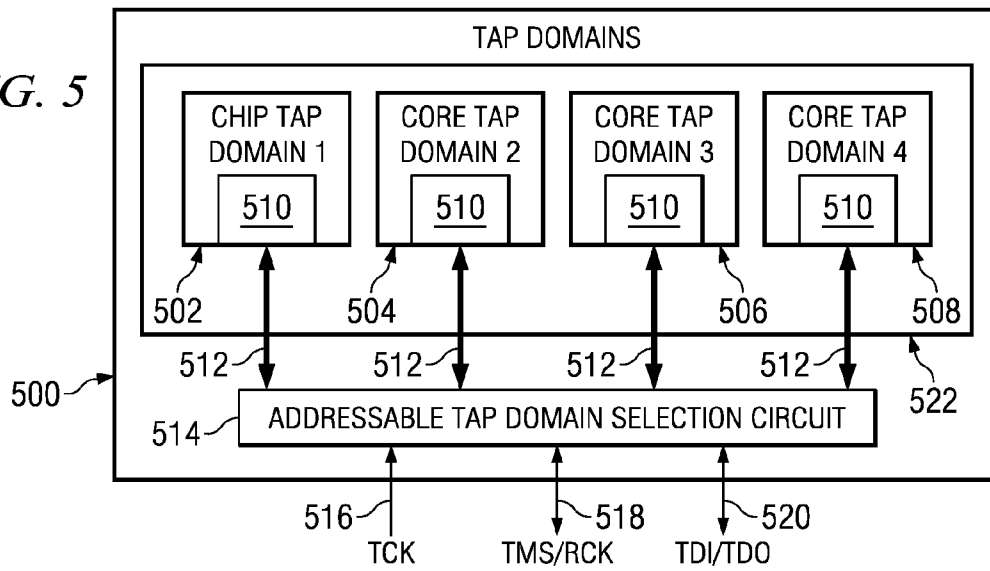 TAP DOMAINS
G. 5
CHIP TAP
DOMAIN 1
510
CORE TAP
DOMAIN 2
510
CORE TAP
DOMAIN 3
510
CORE TAP
DOMAIN 4
510
502
504
506
508
512
512
512
512
500
522
514
ADDRESSABLE TAP DOMAIN SELECTION CIRCUIT
516
518
520
TCK
TMS/RCK
TDI/TDO